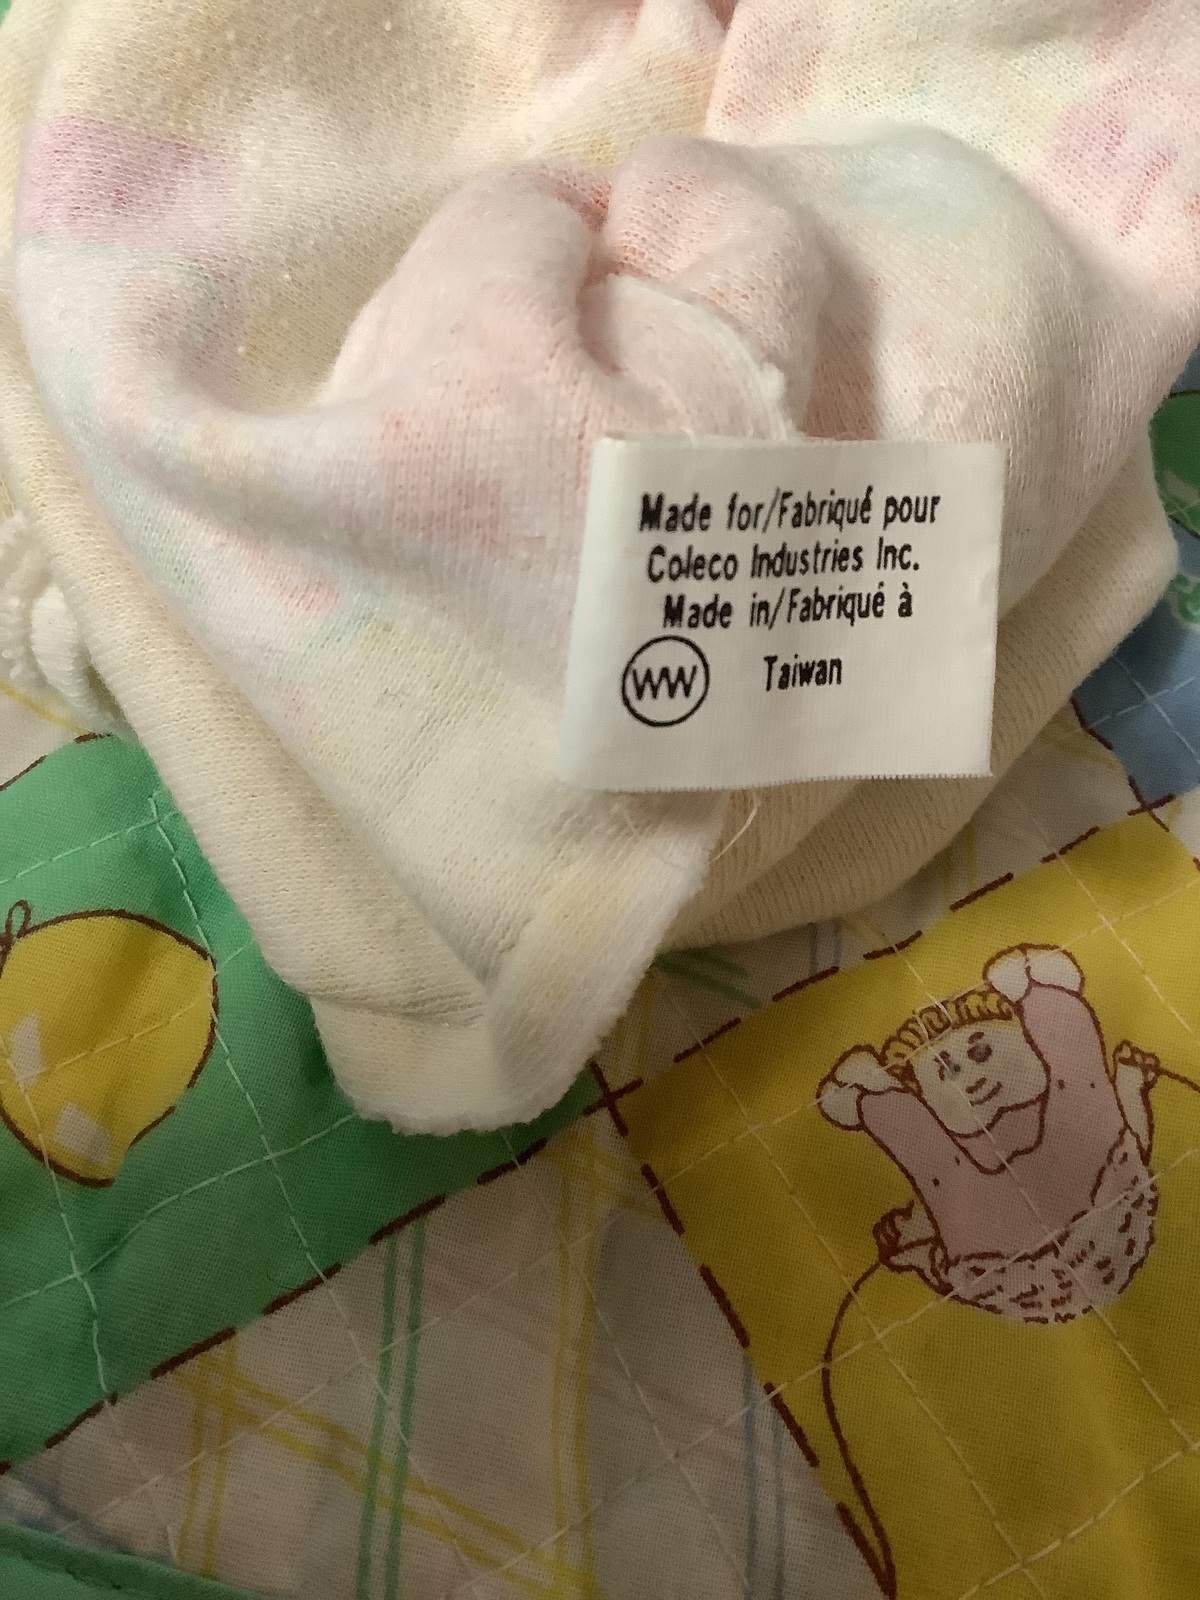 Made for/Fabriqué pour
Coleco Industries Inc.
Made in/Fabriqué à
WW Taiwan